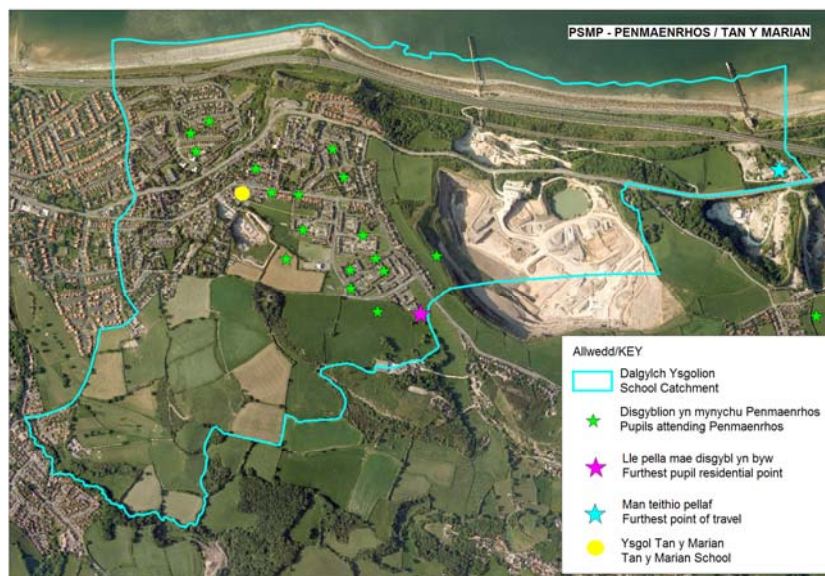 PSMP - PENMAENRHOS / TAN Y MARIAN
Allwedd/KEY
Dalgylch Ysgolion
School Catchment
Disgyblion yn mynychu Penmaenrhos
Pupils attending Penmaenrhos
Lle pella mae disgybl yn byw
Furthest pupil residential point
Man teithio pellaf
Furthest point of travel
Ysgol Tan y Marian
Tan y Marian School